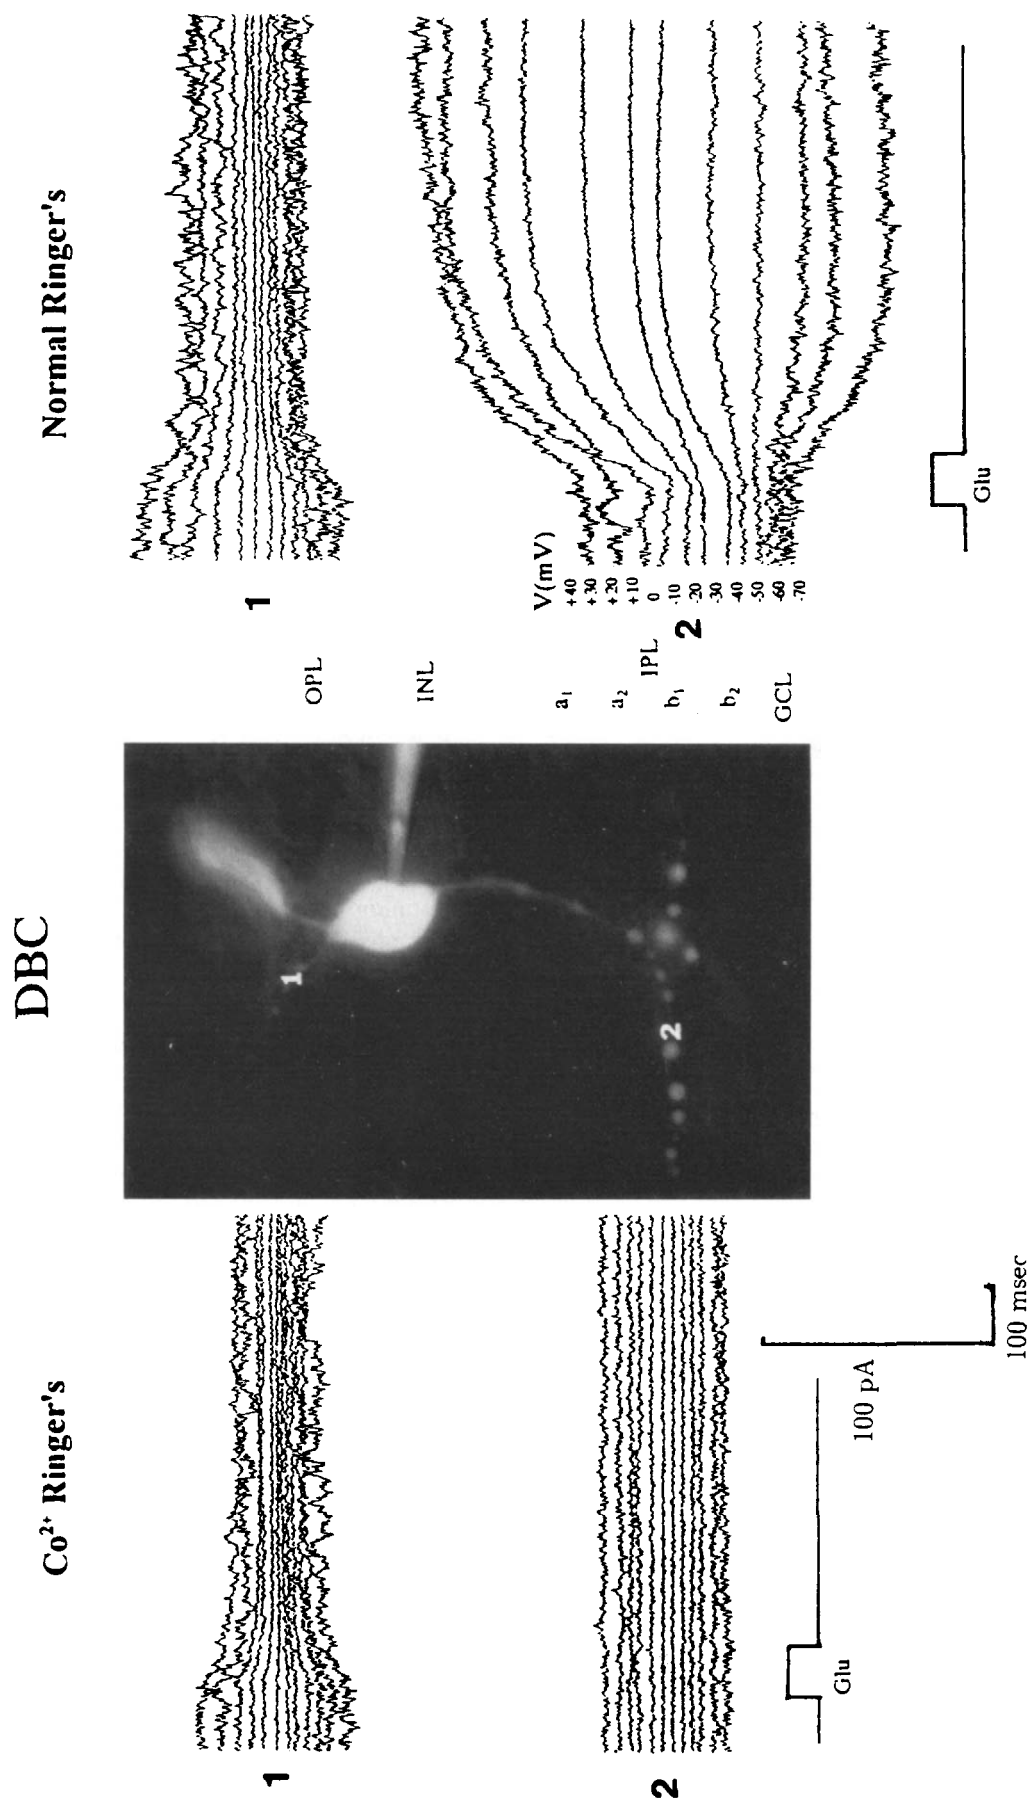 DBC
Co²⁺ Ringer's
Normal Ringer's
1
1
1
OPL
INL
a₁
a₂
IPL
b₁
b₂
GCL
2
2
2
V(mV)
+40
+30
+20
+10
0
-10
-20
-30
-40
-50
-60
-70
Glu
Glu
100 pA
100 msec